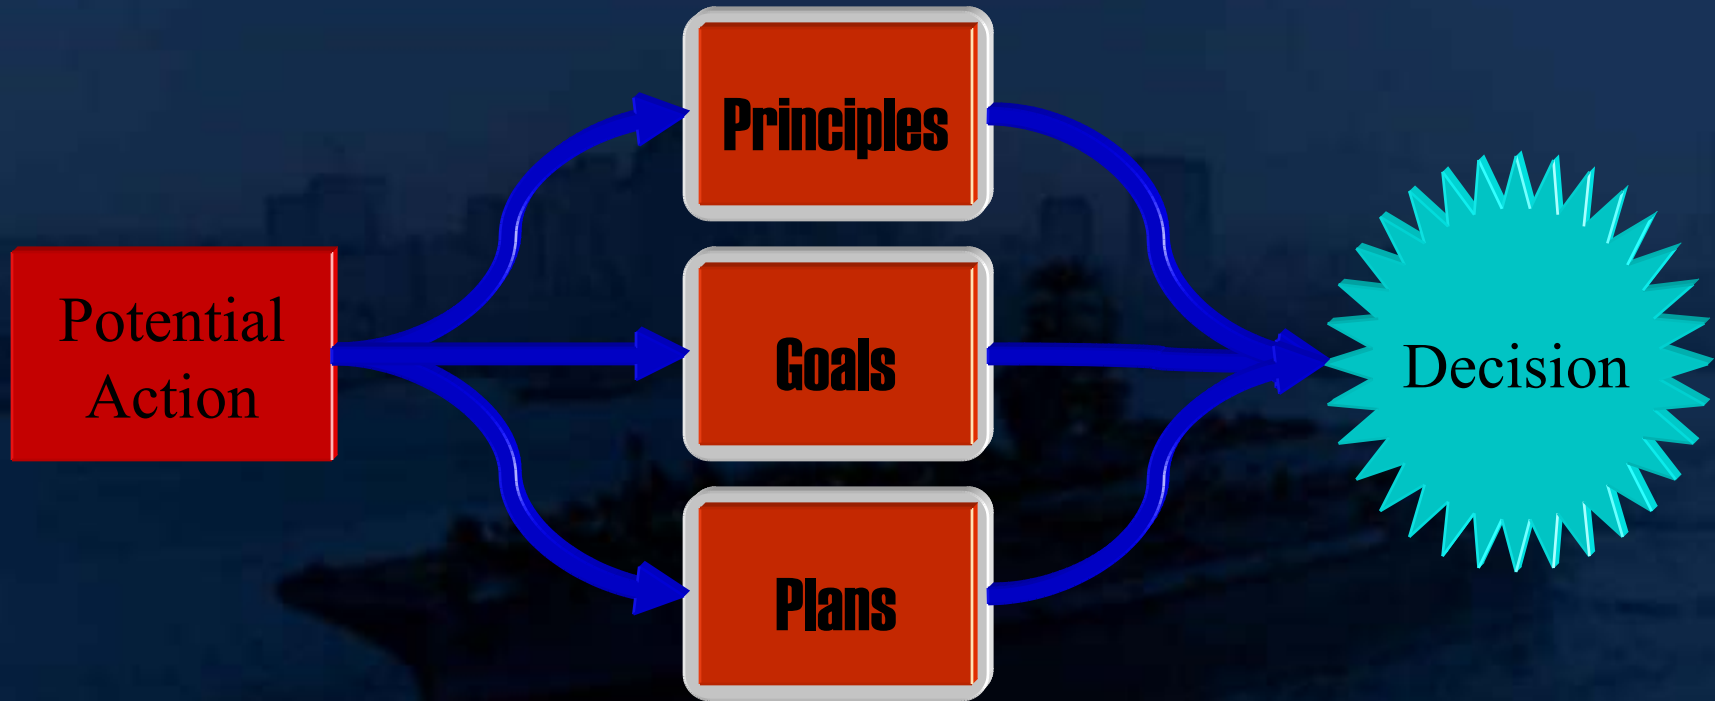 Potential
Action
Principles
Goals
Plans
Decision